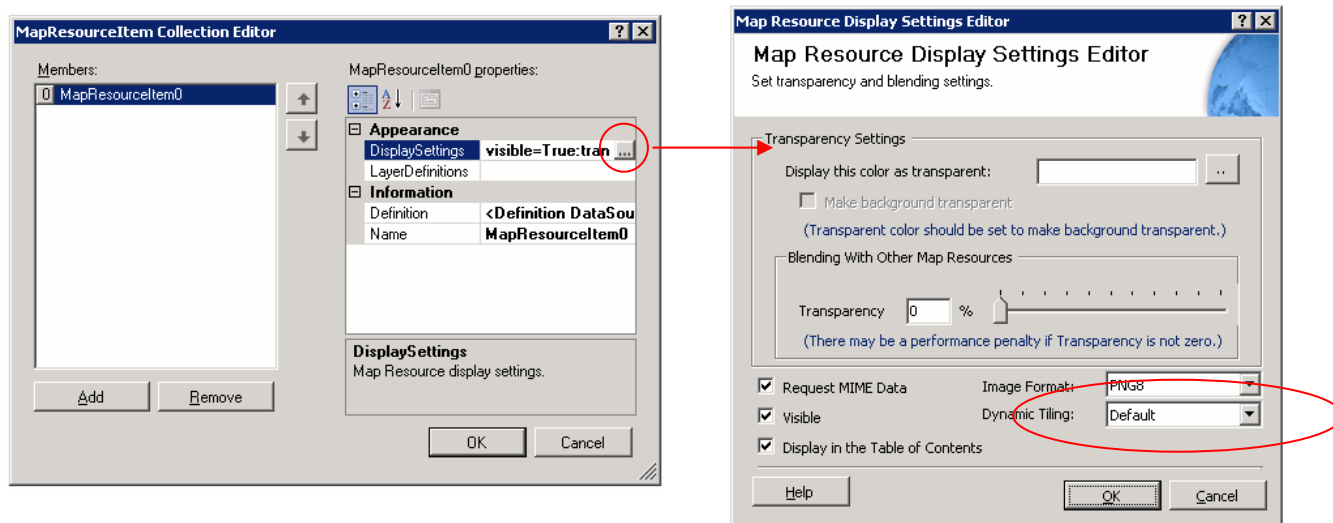 MapResourceItem Collection Editor
Members:
0 MapResourceItem0
Add
Remove
MapResourceItem0 properties:
A
Z
Appearance
DisplaySettings visible=True:tran ...
LayerDefinitions
Information
Definition <Definition DataSou
Name MapResourceItem0
DisplaySettings
Map Resource display settings.
OK
Cancel
Map Resource Display Settings Editor
Map Resource Display Settings Editor
Set transparency and blending settings.
Transparency Settings
Display this color as transparent:
..
Make background transparent
(Transparent color should be set to make background transparent.)
Blending With Other Map Resources
Transparency 0 %
(There may be a performance penalty if Transparency is not zero.)
Request MIME Data
Image Format: PNG8
Visible
Dynamic Tiling: Default
Display in the Table of Contents
Help
OK
Cancel